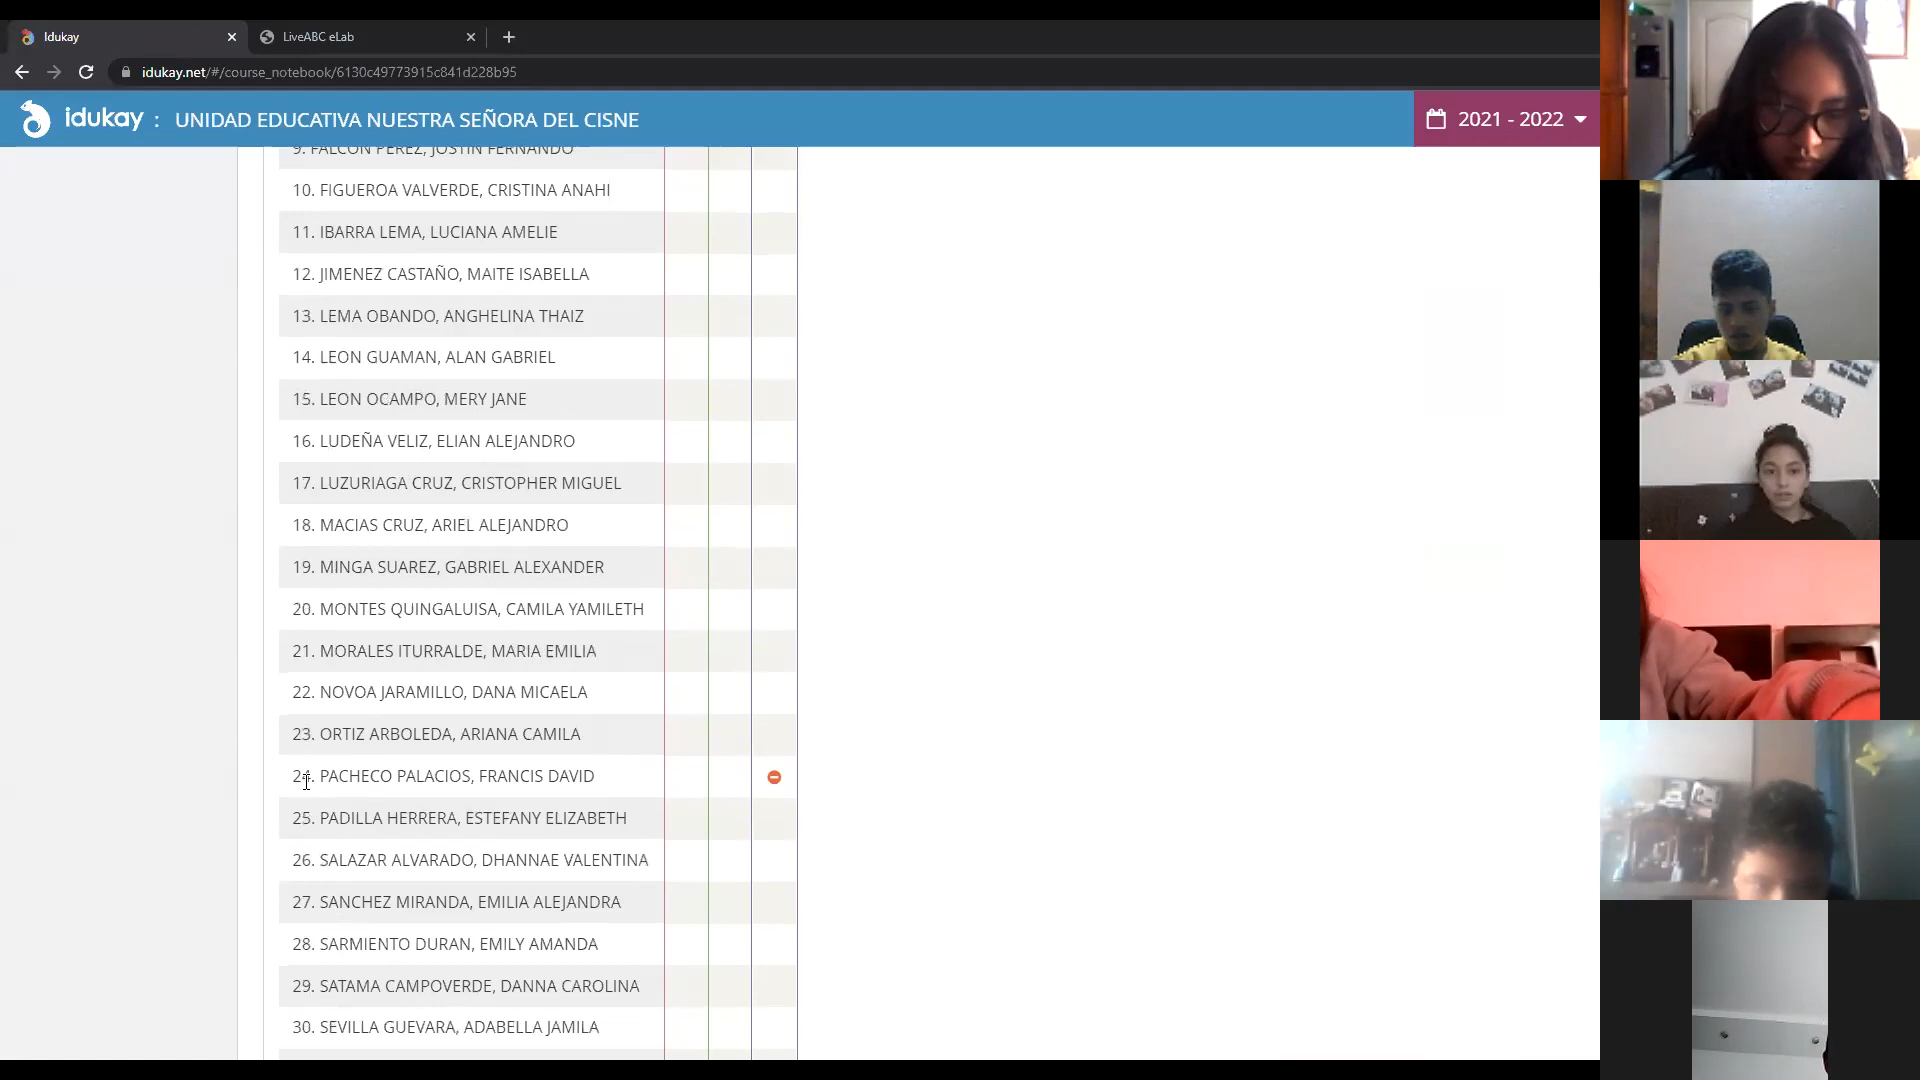 Idukay
LiveABC eLab
idukay.net/#/course_notebook/6130c49773915c841d228b95
idukay : UNIDAD EDUCATIVA NUESTRA SEÑORA DEL CISNE
2021 - 2022
9. FALCON PEREZ, JOSTIN FERNANDO
10. FIGUEROA VALVERDE, CRISTINA ANAHI
11. IBARRA LEMA, LUCIANA AMELIE
12. JIMENEZ CASTAÑO, MAITE ISABELLA
13. LEMA OBANDO, ANGHELINA THAIZ
14. LEON GUAMAN, ALAN GABRIEL
15. LEON OCAMPO, MERY JANE
16. LUDEÑA VELIZ, ELIAN ALEJANDRO
17. LUZURIAGA CRUZ, CRISTOPHER MIGUEL
18. MACIAS CRUZ, ARIEL ALEJANDRO
19. MINGA SUAREZ, GABRIEL ALEXANDER
20. MONTES QUINGALUISA, CAMILA YAMILETH
21. MORALES ITURRALDE, MARIA EMILIA
22. NOVOA JARAMILLO, DANA MICAELA
23. ORTIZ ARBOLEDA, ARIANA CAMILA
24. PACHECO PALACIOS, FRANCIS DAVID
25. PADILLA HERRERA, ESTEFANY ELIZABETH
26. SALAZAR ALVARADO, DHANNAE VALENTINA
27. SANCHEZ MIRANDA, EMILIA ALEJANDRA
28. SARMIENTO DURAN, EMILY AMANDA
29. SATAMA CAMPOVERDE, DANNA CAROLINA
30. SEVILLA GUEVARA, ADABELLA JAMILA